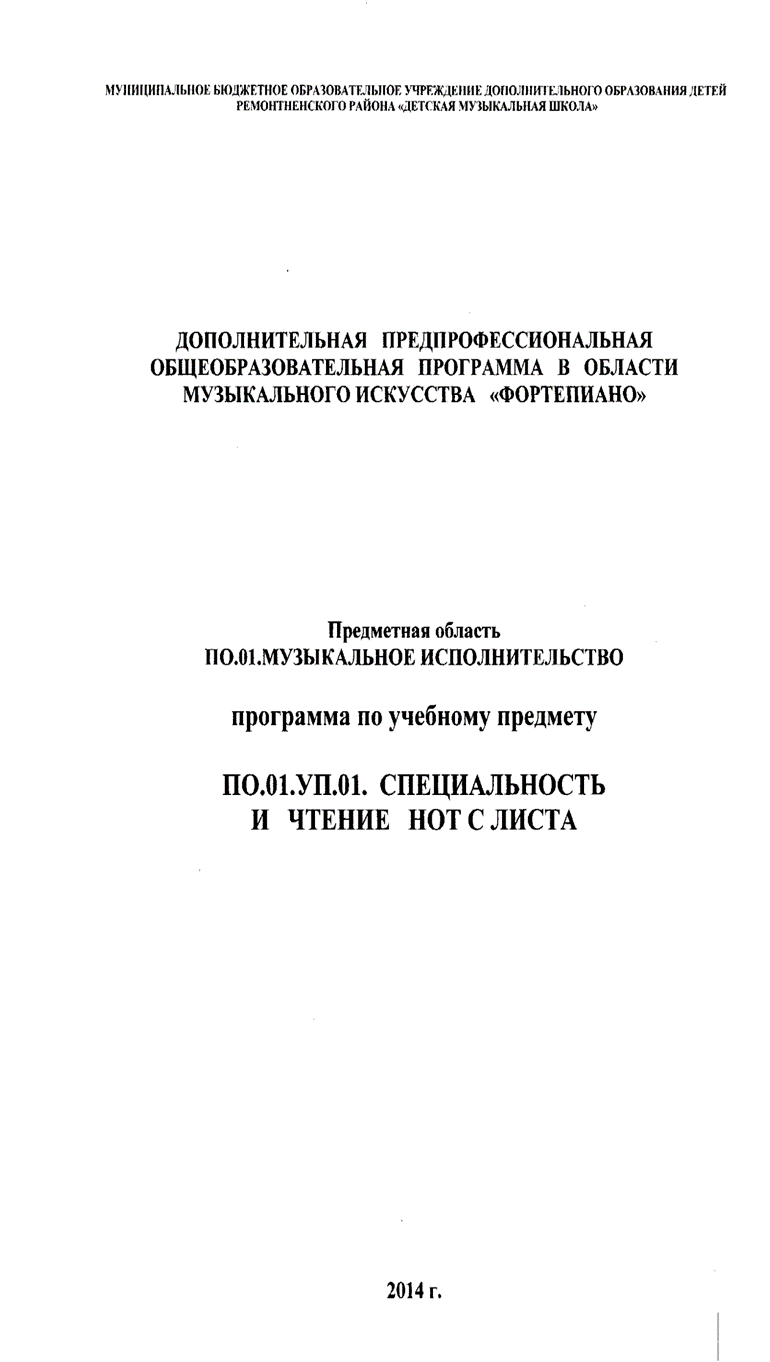 МУНИЦИПАЛЬНОЕ БЮДЖЕТНОЕ ОБРАЗОВАТЕЛЬНОЕ УЧРЕЖДЕНИЕ ДОПОЛНИТЕЛЬНОГО ОБРАЗОВАНИЯ ДЕТЕЙ
РЕМОНТНЕНСКОГО РАЙОНА «ДЕТСКАЯ МУЗЫКАЛЬНАЯ ШКОЛА»
ДОПОЛНИТЕЛЬНАЯ ПРЕДПРОФЕССИОНАЛЬНАЯ
ОБЩЕОБРАЗОВАТЕЛЬНАЯ ПРОГРАММА В ОБЛАСТИ
МУЗЫКАЛЬНОГО ИСКУССТВА «ФОРТЕПИАНО»
Предметная область
ПО.01.МУЗЫКАЛЬНОЕ ИСПОЛНИТЕЛЬСТВО
программа по учебному предмету
ПО.01.УП.01. СПЕЦИАЛЬНОСТЬ
И ЧТЕНИЕ НОТ С ЛИСТА
2014 г.